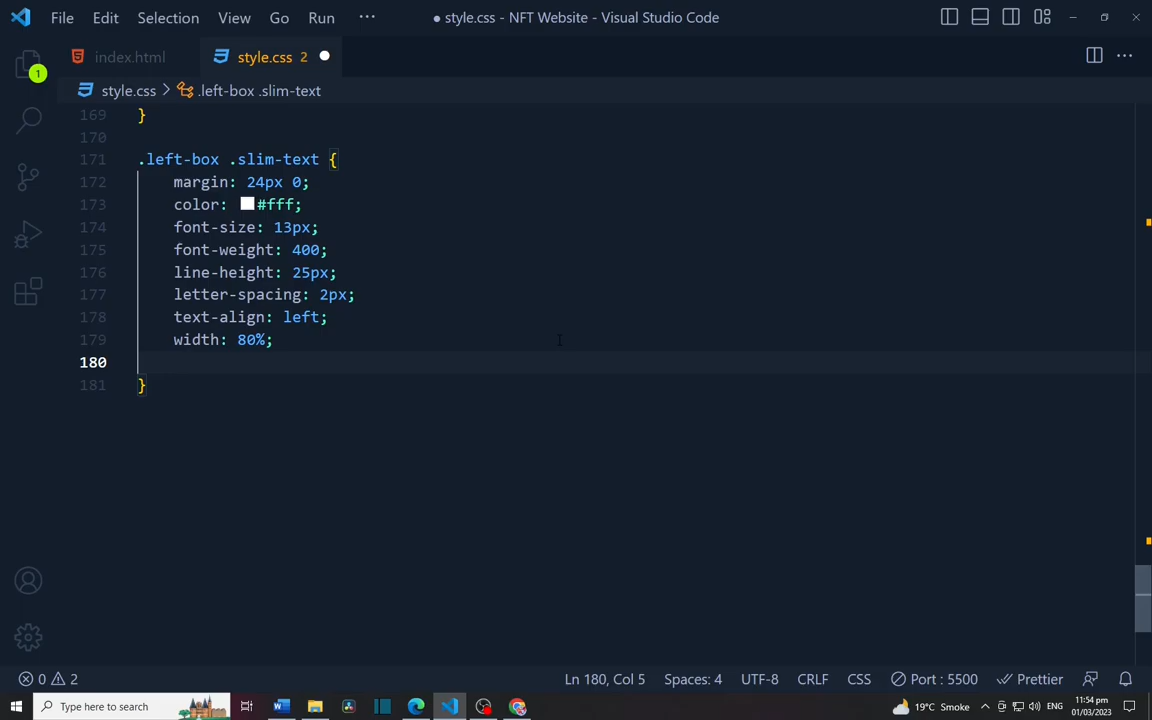 File Edit Selection View Go Run ··· ● style.css - NFT Website - Visual Studio Code
index.html style.css 2
style.css > .left-box .slim-text
169 }
170
171 .left-box .slim-text {
172 margin: 24px 0;
173 color: #fff;
174 font-size: 13px;
175 font-weight: 400;
176 line-height: 25px;
177 letter-spacing: 2px;
178 text-align: left;
179 width: 80%;
180
181 }
1
0 2 Ln 180, Col 5 Spaces: 4 UTF-8 CRLF CSS Port : 5500 Prettier
Type here to search 19°C Smoke ENG 11:54 pm
01/03/2023